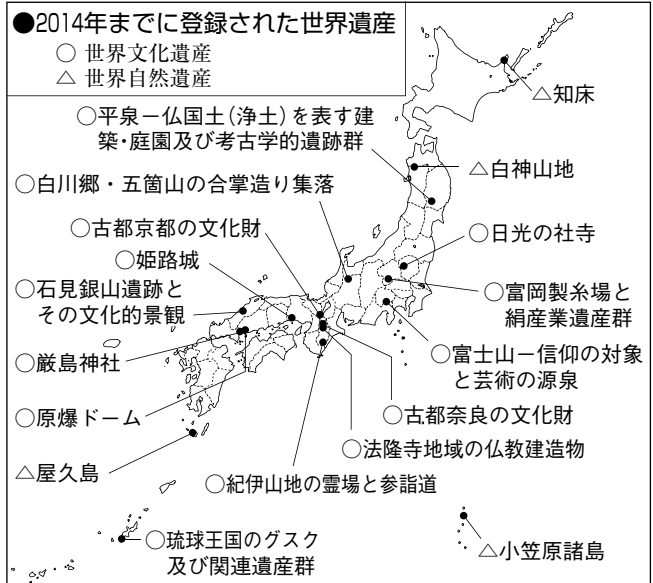 ●2014年までに登録された世界遺産
○ 世界文化遺産
△ 世界自然遺産
△知床
○平泉－仏国土(浄土)を表す建
築・庭園及び考古学的遺跡群
△白神山地
○白川郷・五箇山の合掌造り集落
○古都京都の文化財
○日光の社寺
○姫路城
○石見銀山遺跡と
その文化的景観
○富岡製糸場と
絹産業遺産群
○厳島神社
○富士山－信仰の対象
と芸術の源泉
○原爆ドーム
○古都奈良の文化財
○法隆寺地域の仏教建造物
△屋久島
○紀伊山地の霊場と参詣道
○琉球王国のグスク
及び関連遺産群
△小笠原諸島